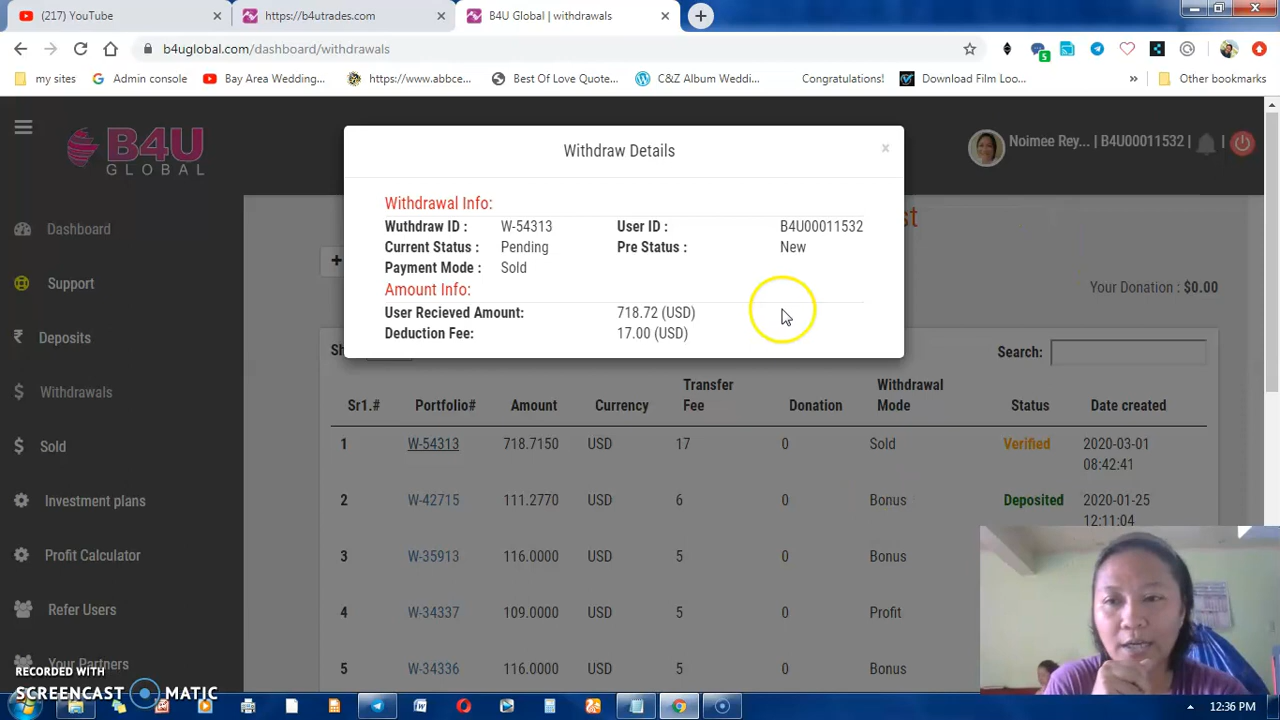 (217) YouTube × https://b4utrades.com × B4U Global | withdrawals ×
b4uglobal.com/dashboard/withdrawals
5
my sites Admin console Bay Area Wedding... https://www.abbce... Best Of Love Quote... C&Z Album Weddi... Congratulations! Download Film Loo... » Other bookmarks
B4U
GLOBAL
Noimee Rey... | B4U00011532 | |
Withdraw Details ×
Withdrawal Info:
Wuthdraw ID : W-54313 User ID : B4U00011532
Current Status : Pending Pre Status : New
Payment Mode : Sold
Amount Info:
User Recieved Amount: 718.72 (USD)
Deduction Fee: 17.00 (USD)
Dashboard
Support
Deposits
Withdrawals
Sold
Investment plans
Profit Calculator
Refer Users
Your Partners
st
+
Your Donation : $0.00
Sh
Search:
Sr1.# Portfolio# Amount Currency Transfer Fee Donation Withdrawal Mode Status Date created
1 W-54313 718.7150 USD 17 0 Sold Verified 2020-03-01 08:42:41
2 W-42715 111.2770 USD 6 0 Bonus Deposited 2020-01-25 12:11:04
3 W-35913 116.0000 USD 5 0 Bonus
4 W-34337 109.0000 USD 5 0 Profit
5 W-34336 116.0000 USD 5 0 Bonus
RECORDED WITH
SCREENCAST MATIC
12:36 PM